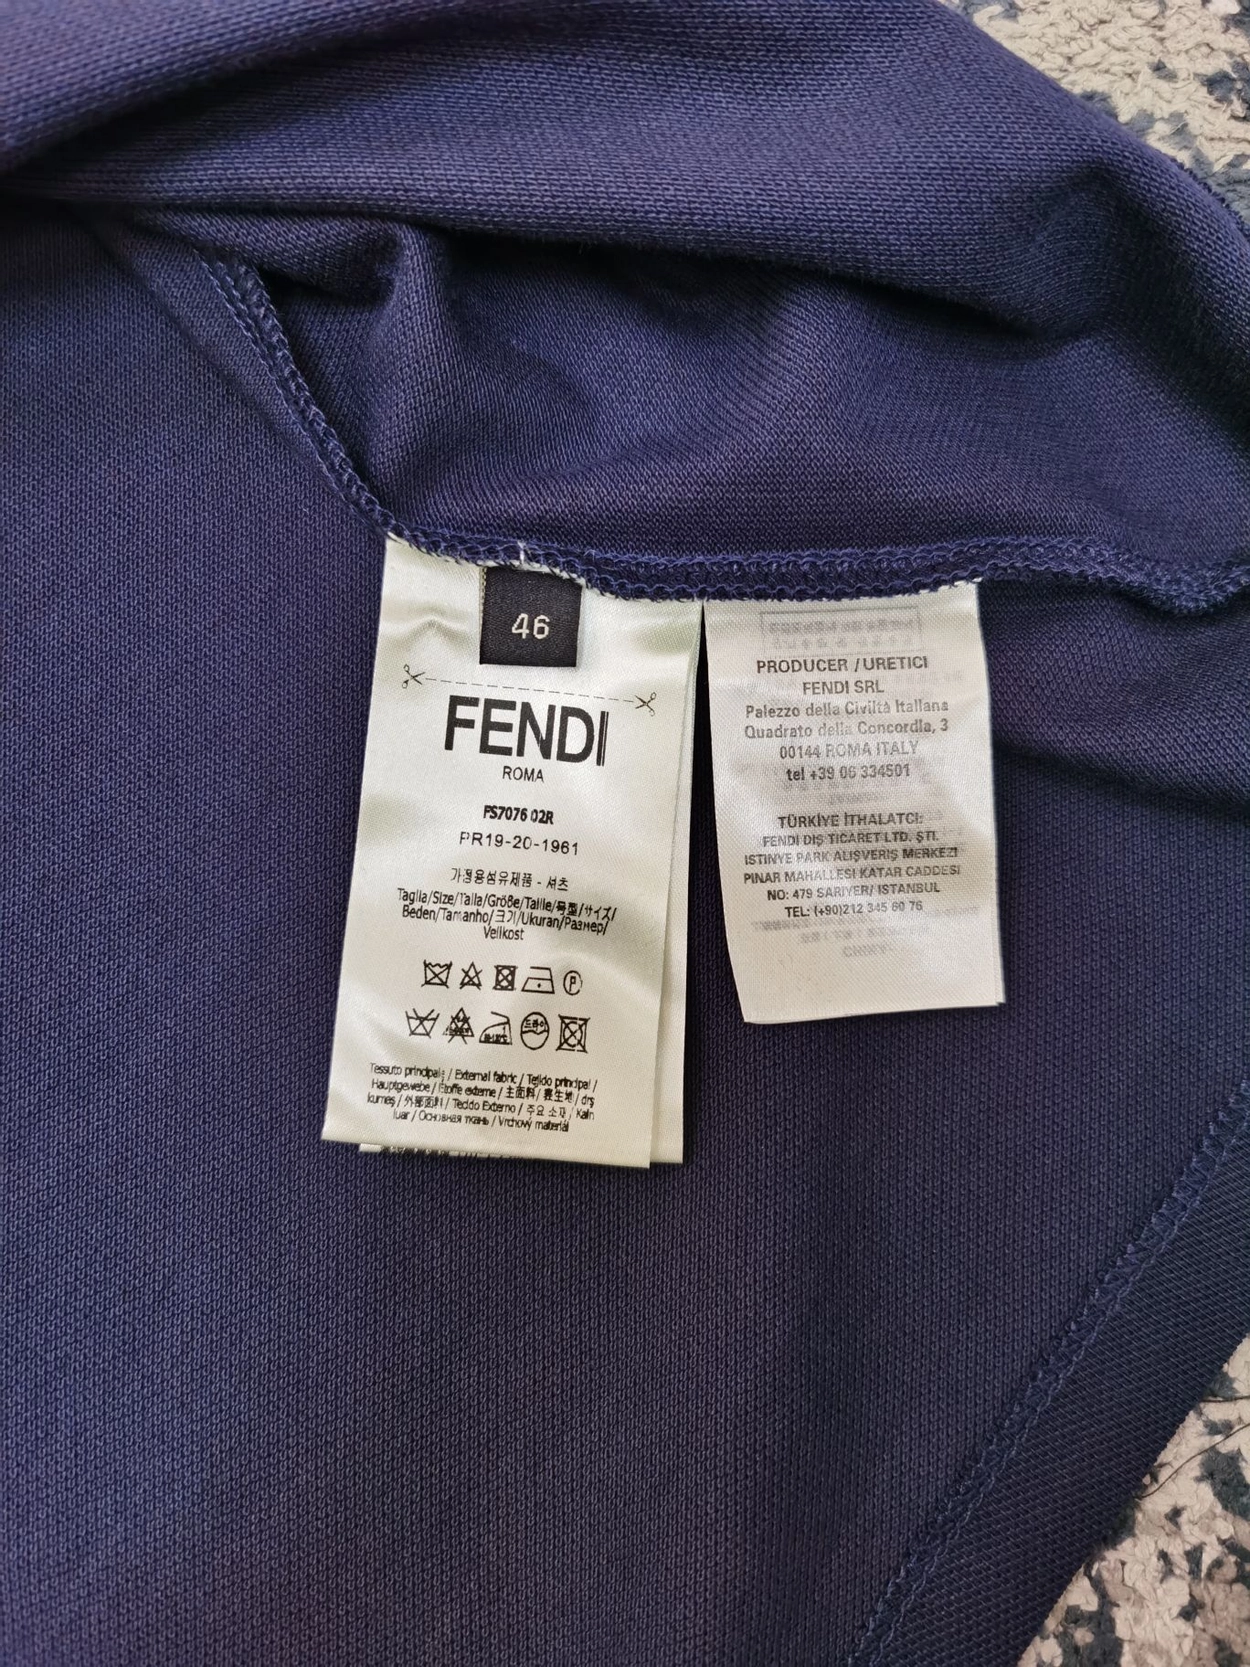 46
FENDI
ROMA
FS7076 02R
PR19-20-1961
가정용섬유제품 - 셔츠
Taglia/Size/Talla/Größe/Taille/号型/サイズ/
Beden/Tamanho/크기/Ukuran/Размер/
Velikost
드라이
Tessuto principale / External fabric / Tejido principal /
Hauptgewebe / Etoffe externe / 主面料/ 表生地/ dış
kumeş / 外部面料/ Tecido Externo / 주요 소재/ Kain
luar / Основная ткань / Vrchový materiál
PRODUCER / URETICI
FENDI SRL
Palezzo della Civiltà Italiana
Quadrato della Concordia, 3
00144 ROMA ITALY
tel +39 06 334501
TÜRKİYE İTHALATCI:
FENDI DIŞ TICARET LTD. ŞTI.
ISTINYE PARK ALIŞVERIŞ MERKEZI
PINAR MAHALLESI KATAR CADDESI
NO: 479 SARIYER/ ISTANBUL
TEL: (+90)212 345 60 76